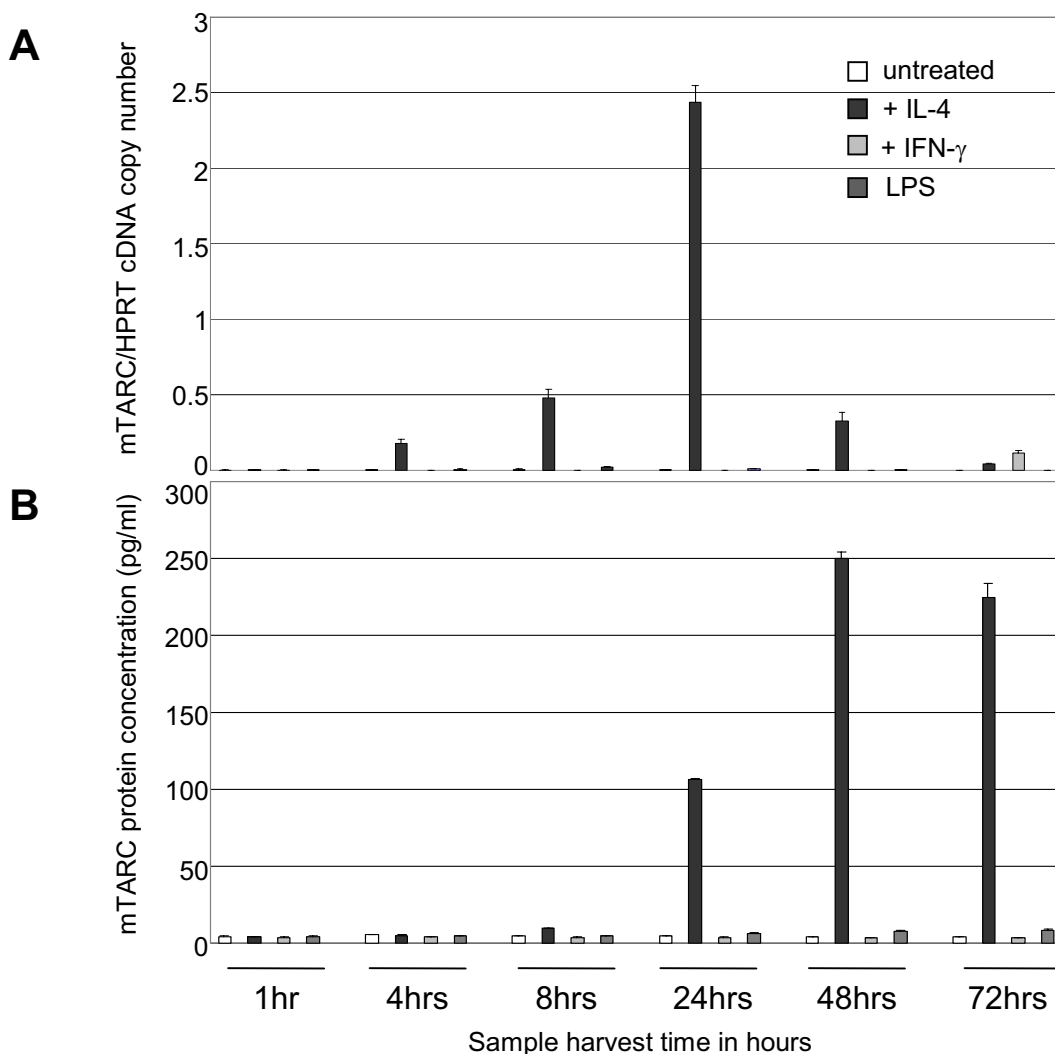 A
mTARC/HPRT cDNA copy number
3
2.5
2
1.5
1
0.5
0
untreated
+ IL-4
+ IFN-γ
LPS
B
mTARC protein concentration (pg/ml)
300
250
200
150
100
50
0
1hr 4hrs 8hrs 24hrs 48hrs 72hrs
Sample harvest time in hours